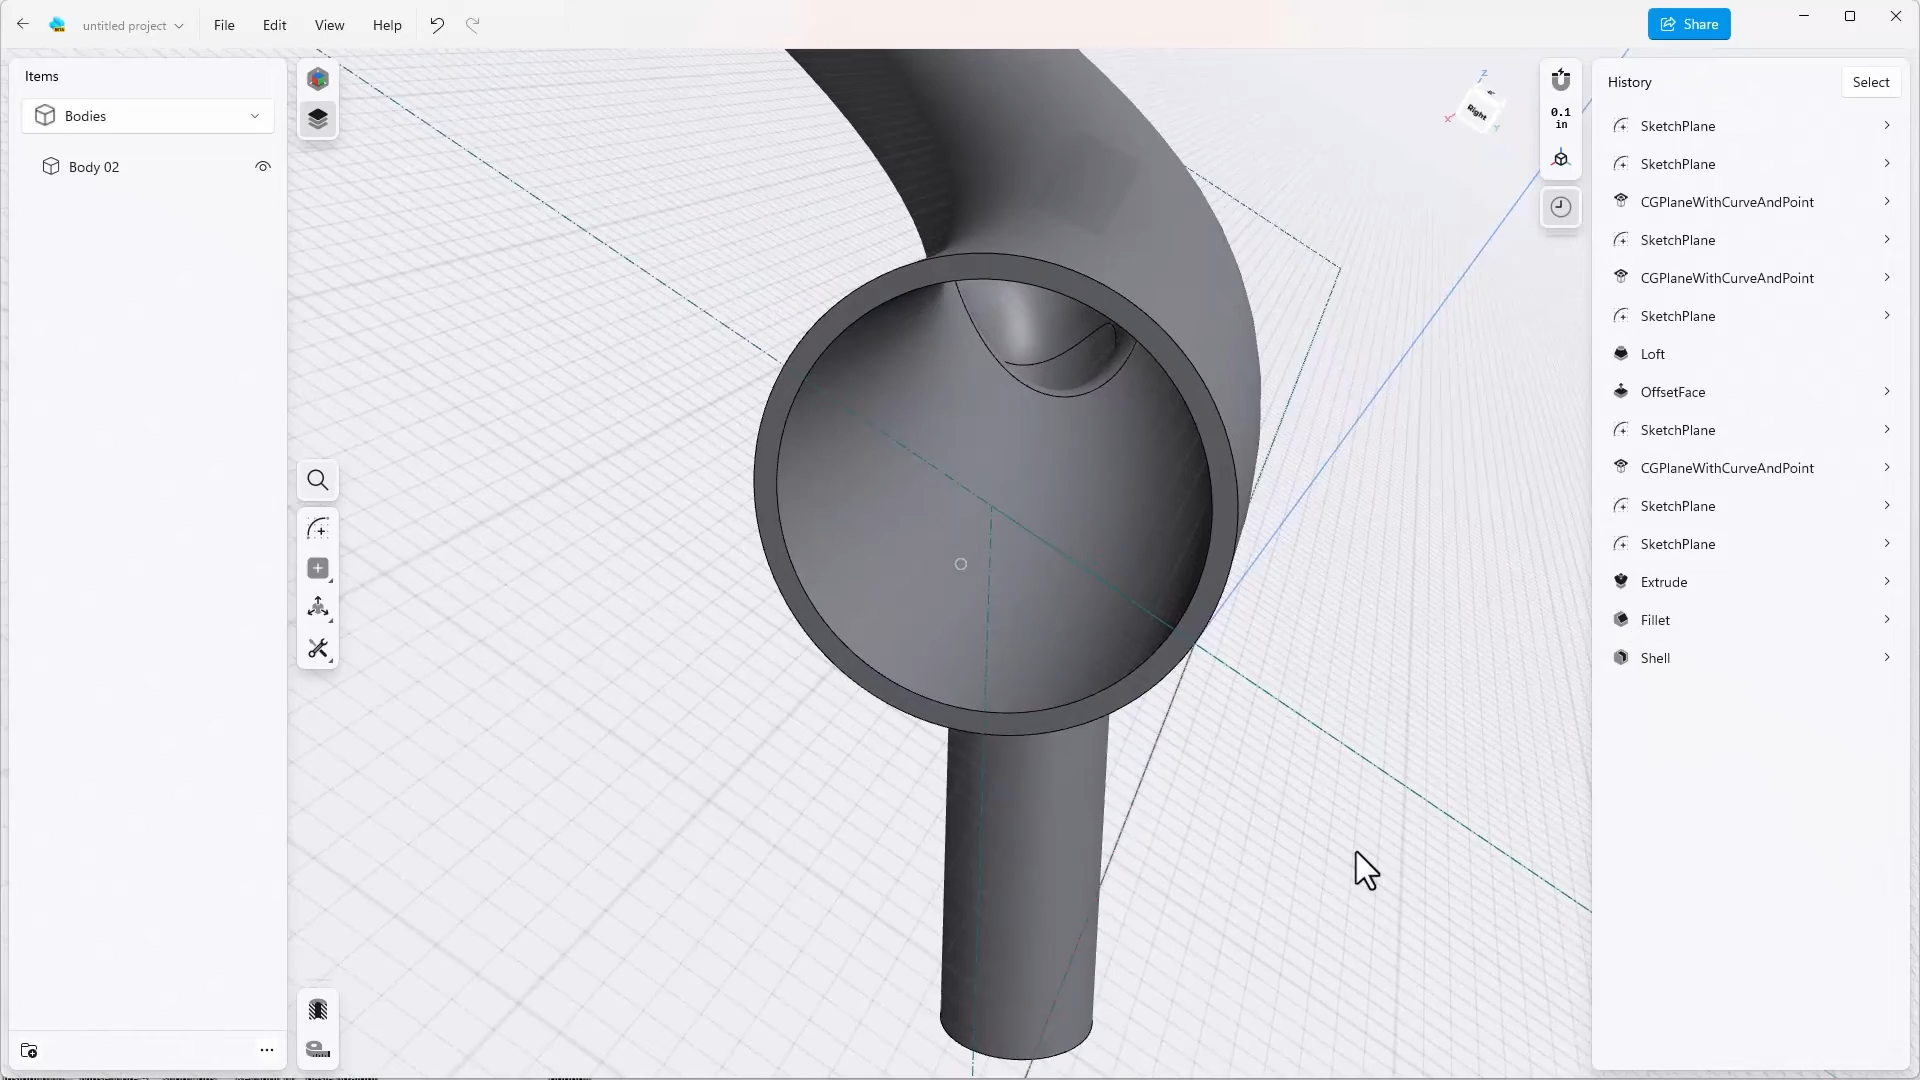 untitled project
File
Edit
View
Help
Share
Items
Bodies
Body 02
Z
X
Y
Right
0.1
in
History
Select
SketchPlane
SketchPlane
CGPlaneWithCurveAndPoint
SketchPlane
CGPlaneWithCurveAndPoint
SketchPlane
Loft
OffsetFace
SketchPlane
CGPlaneWithCurveAndPoint
SketchPlane
SketchPlane
Extrude
Fillet
Shell